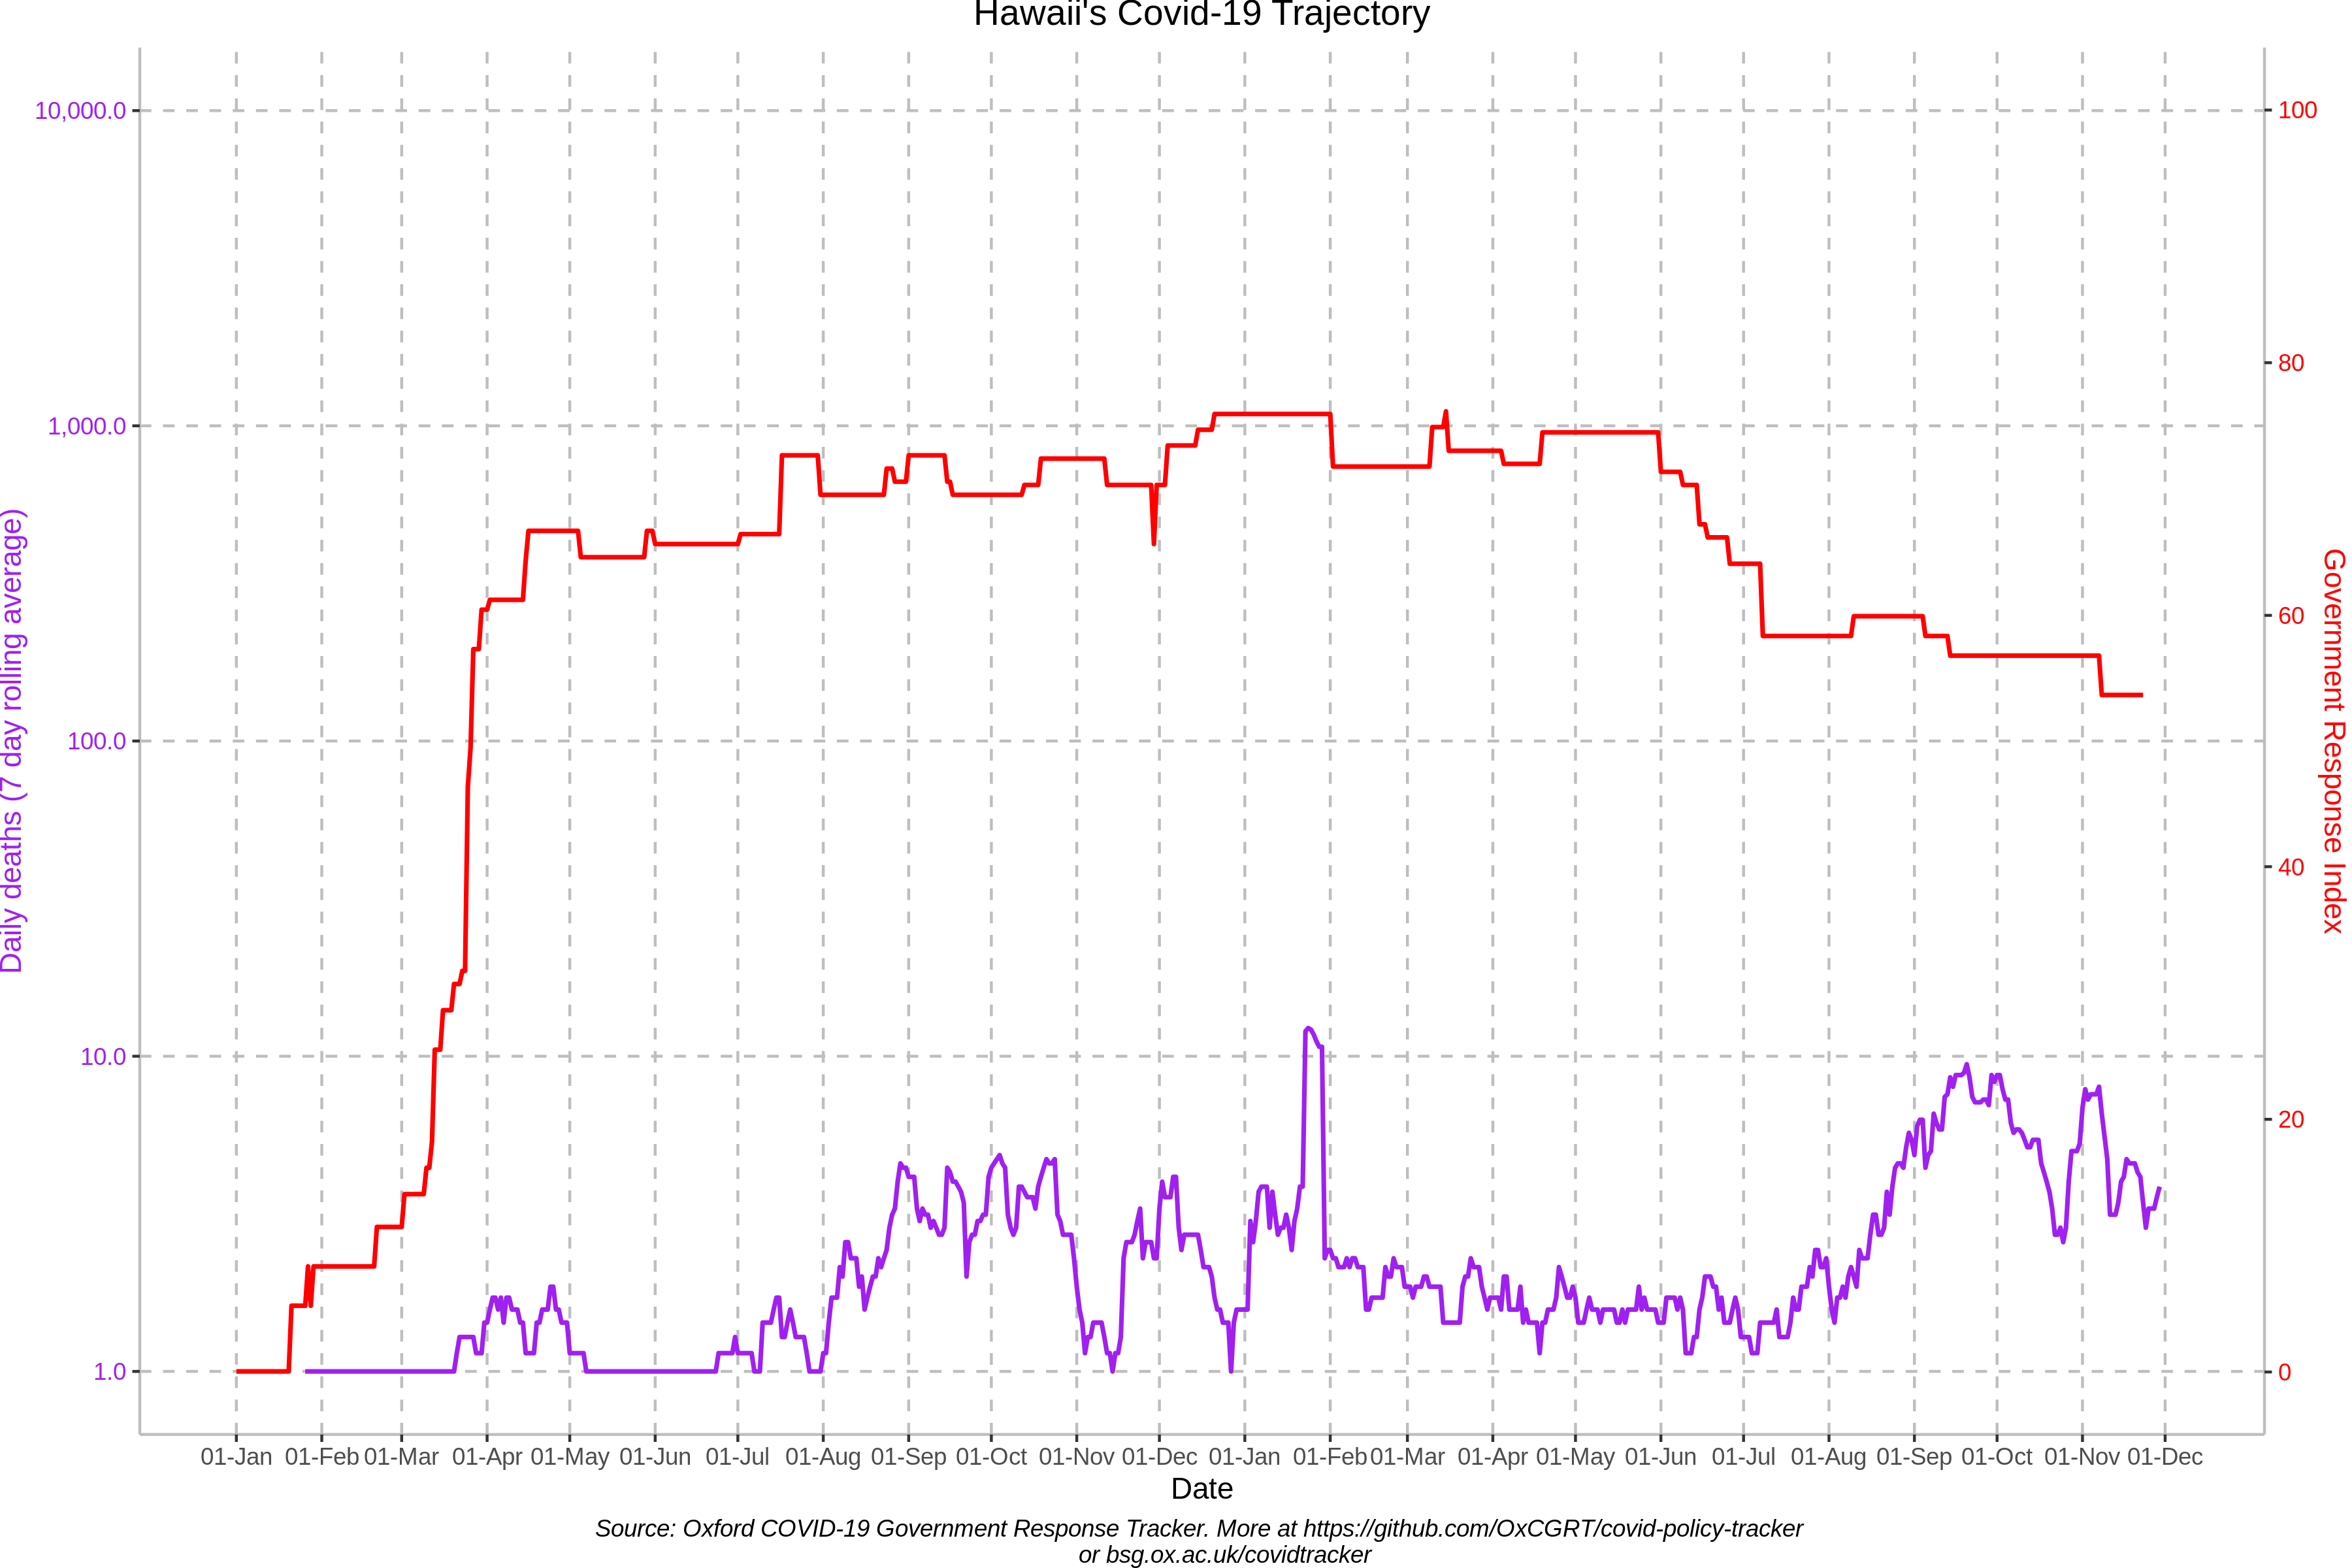 Hawaii's Covid-19 Trajectory
10,000.0
1,000.0
100.0
10.0
1.0
Daily deaths (7 day rolling average)
100
80
60
40
20
0
Government Response Index
01-Jan 01-Feb 01-Mar 01-Apr 01-May 01-Jun 01-Jul 01-Aug 01-Sep 01-Oct 01-Nov 01-Dec 01-Jan 01-Feb 01-Mar 01-Apr 01-May 01-Jun 01-Jul 01-Aug 01-Sep 01-Oct 01-Nov 01-Dec
Date
Source: Oxford COVID-19 Government Response Tracker. More at https://github.com/OxCGRT/covid-policy-tracker
or bsg.ox.ac.uk/covidtracker